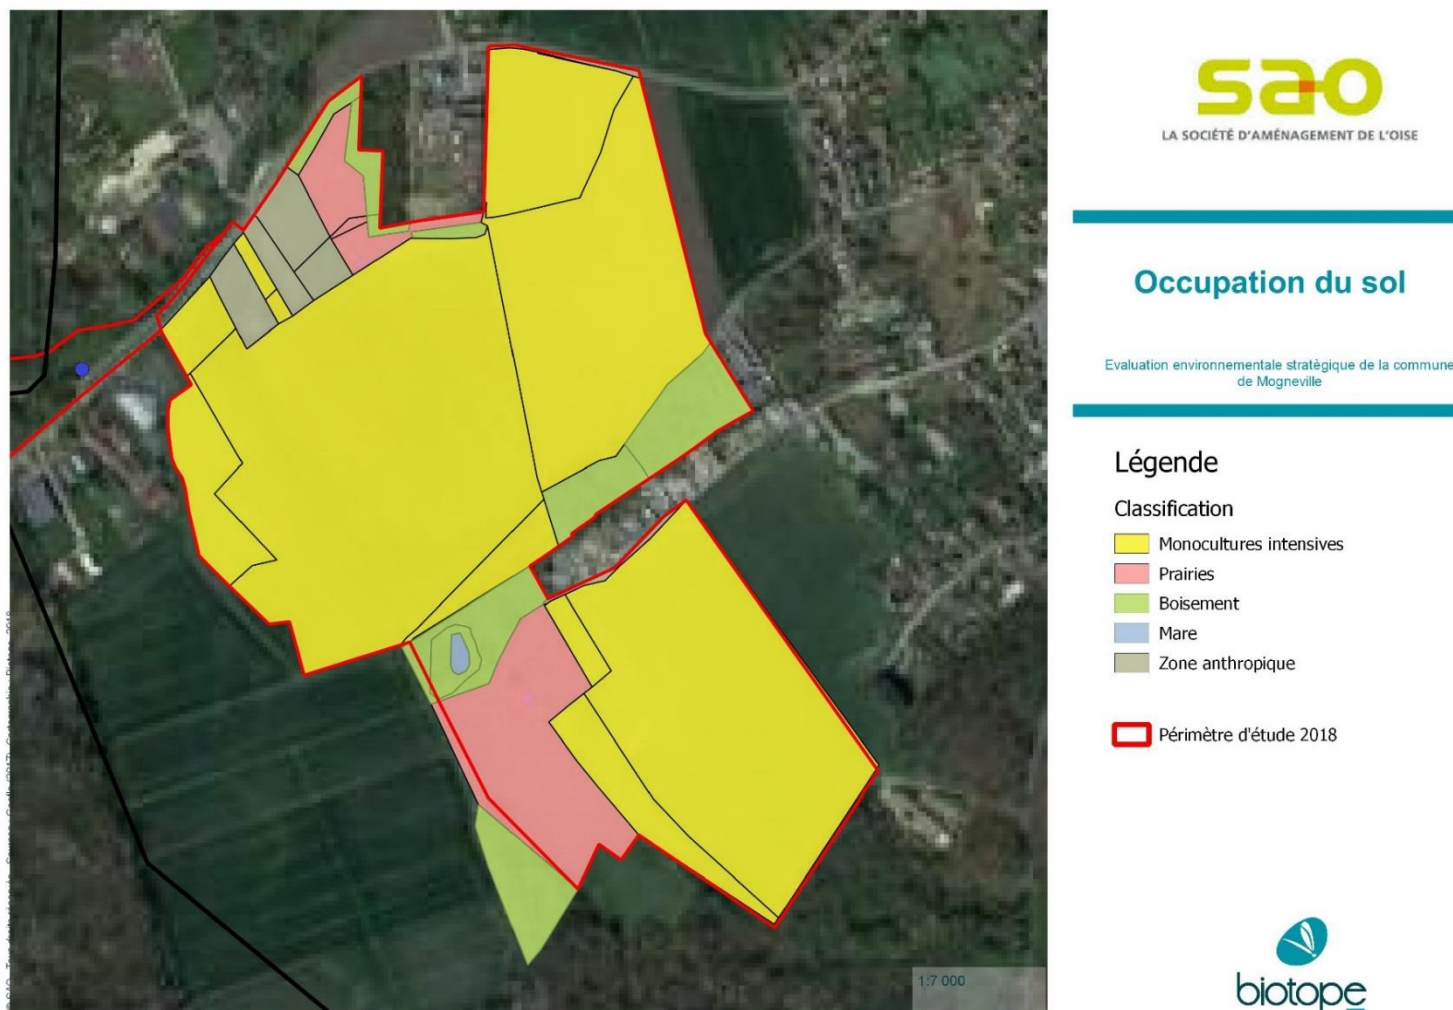 sao
LA SOCIÉTÉ D'AMÉNAGEMENT DE L'OISE
Occupation du sol
Evaluation environnementale stratègique de la commune
de Mogneville
Légende
Classification
Monocultures intensives
Prairies
Boisement
Mare
Zone anthropique
Périmètre d'étude 2018
1:7 000
biotope